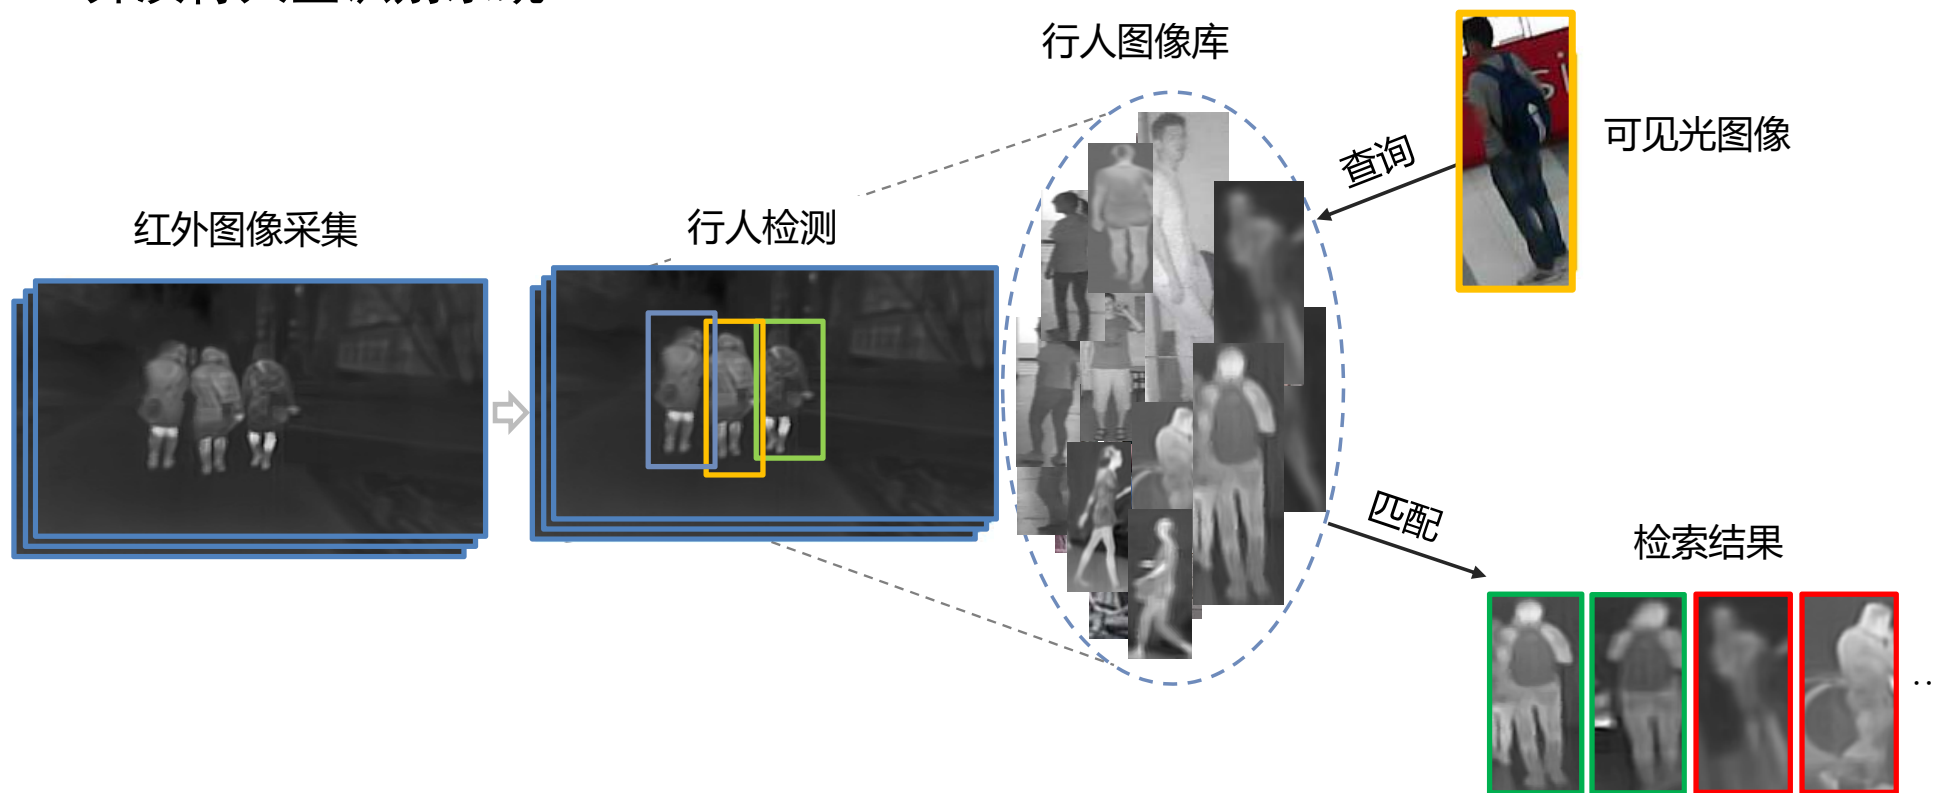 行人图像库
可见光图像
查询
红外图像采集
行人检测
匹配
检索结果
..